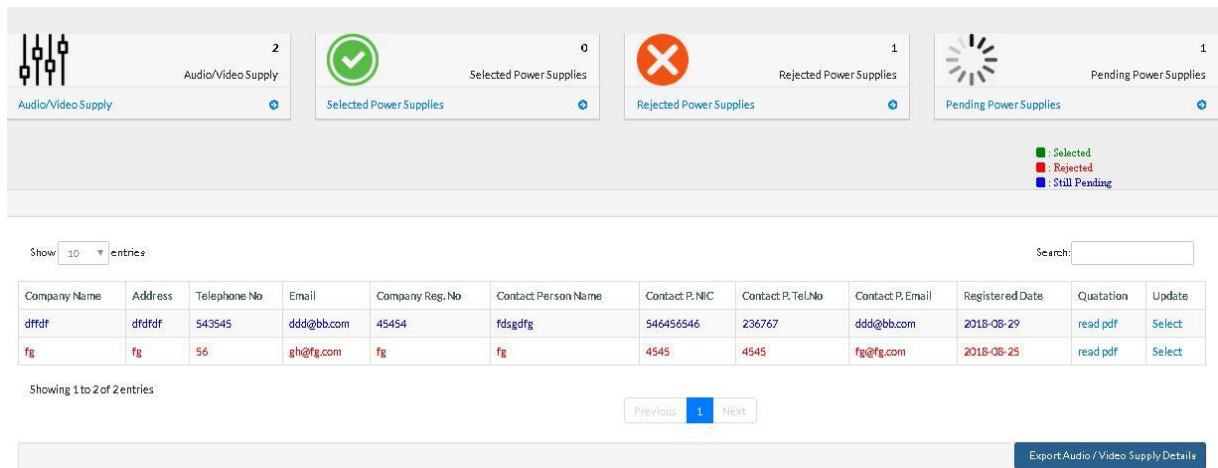 2 0 1 1
Audio/Video Supply Selected Power Supplies Rejected Power Supplies Pending Power Supplies
Audio/Video Supply Selected Power Supplies Rejected Power Supplies Pending Power Supplies
: Selected
: Rejected
: Still Pending
Show 10 entries Search:
Company Name Address Telephone No Email Company Reg. No Contact Person Name Contact P. NIC Contact P. Tel.No Contact P. Email Registered Date Quatation Update
dffdf dfdfdf 543545 ddd@bb.com 45454 fdsgdfg 546456546 236767 ddd@bb.com 2018-08-29 read pdf Select
fg fg 56 gh@fg.com fg fg 4545 4545 fg@fg.com 2018-08-25 read pdf Select
Showing 1 to 2 of 2 entries
Previous 1 Next
Export Audio / Video Supply Details